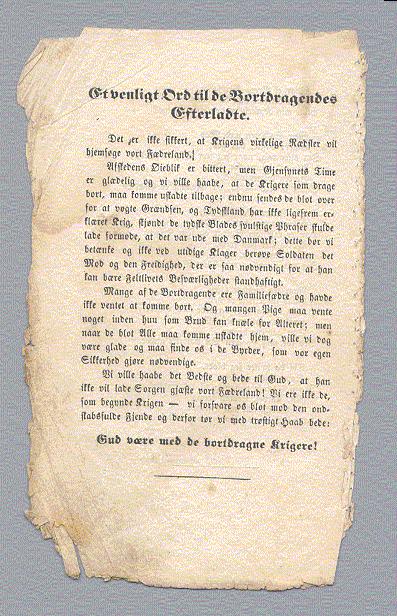 Et venligt Ord til de Bortdragendes
Efterladte.
Det er ikke sikkert, at Krigens virkelige Rædsler vil
hjemsøge vort Fædreland.
Afskedens Øieblik er bittert, men Gjensynets Time
er glædelig og vi ville haabe, at de Krigere som drage
bort, maa komme uskadte tilbage; endnu sendes de blot over
for at vogte Grændsen, og Tydskland har ikke ligefrem er-
klæret Krig, skjøndt de tydske Blades svulstige Phraser skulde
lade formode, at det var ude med Danmark; dette bør vi
betænke og ikke ved utidige Klager berøve Soldaten det
Mod og den Freidighed, der er saa nødvendig for at han
kan bære Feltlivets Besværligheder standhaftigt.
Mange af de Bortdragende ere Familiefædre og havde
ikke ventet at komme bort. Og mangen Pige maa vente
noget inden hun som Brud kan knæle for Alteret; men
naar de blot Alle maa komme uskadte hjem, ville vi dog
være glade og maa finde os i de Byrder, som vor egen
Sikkerhed gjøre nødvendige.
Vi ville haabe det Bedste og bede til Gud, at han
ikke vil lade Sorgen gjæste vort Fædreland! Vi ere ikke de,
som begynde Krigen — vi forsvare os blot mod den ond-
skabsfulde Fjende og derfor tør vi med trøstigt Haab bede:
Gud være med de bortdragne Krigere!